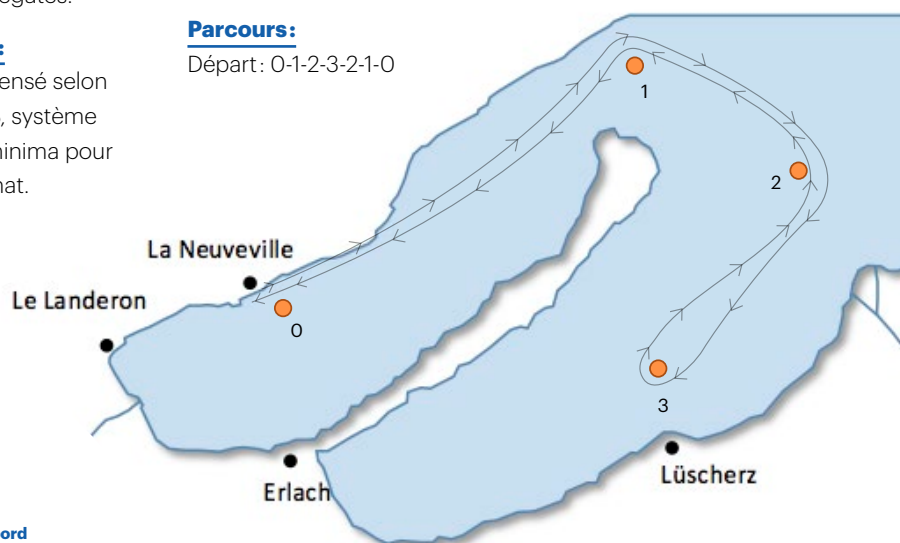 égates.
:
ensé selon
, système
inima pour
nat.
Parcours:
Départ: 0-1-2-3-2-1-0
1
2
La Neuveville
Le Landeron
0
3
Erlach
Lüscherz
ord